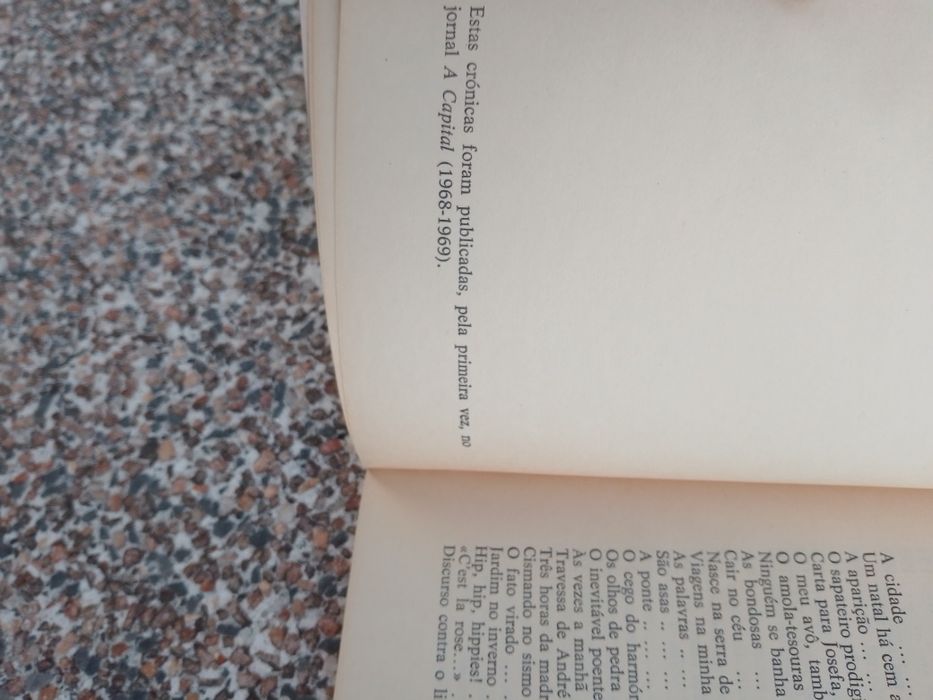 Estas crónicas foram publicadas, pela primeira vez, no
jornal A Capital (1968-1969).
A cidade ... ...
Um natal há cem
A aparição ... ...
O sapateiro prodig
Carta para Josefa,
O meu avô, tamb
O amola-tesouras
Ninguém se banha
As bondosas ...
Cair no céu ...
Nasce na serra de
Viagens na minha
As palavras .. ...
São asas .. ... ...
A ponte .. ... ...
O cego do harmón
Os olhos de pedra
O inevitável poente
Às vezes a manhã
Travessa de André
Três horas da madr
Cismando no sismo
O fato virado ... .
Jardim no inverno .
Hip, hip, hippies! .
«C'est la rose...» .
Discurso contra o li